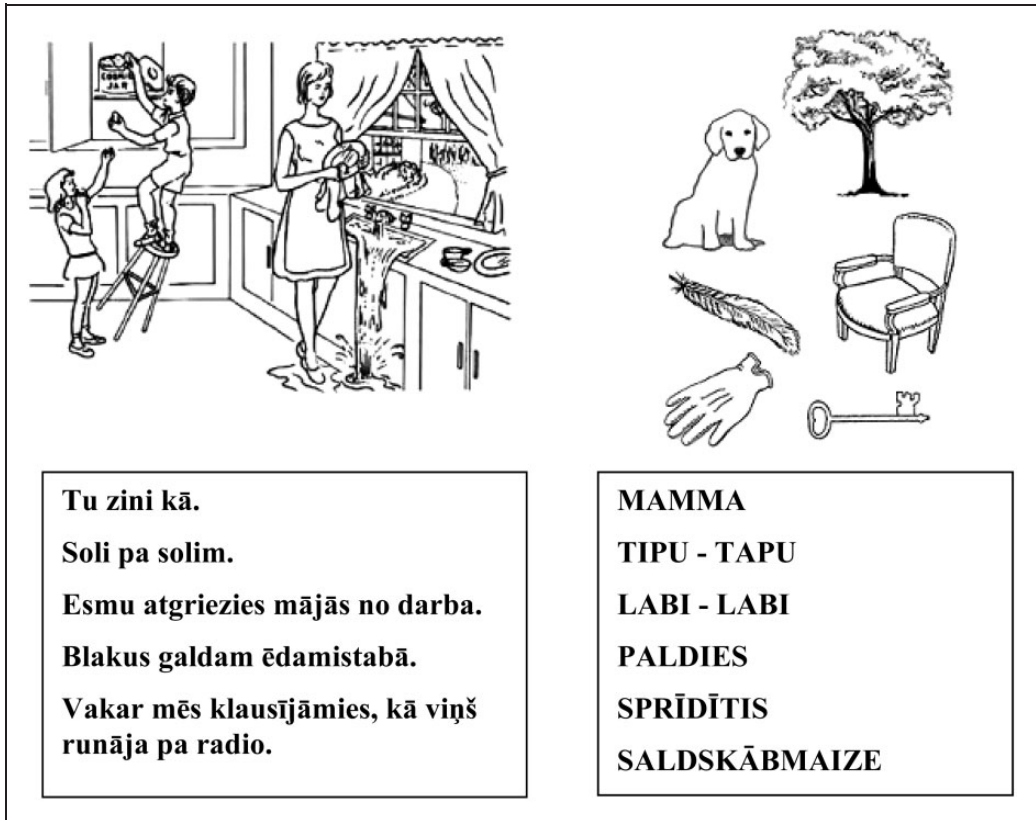 COOKIE
JAR
Tu zini kā.
Soli pa solim.
Esmu atgriezies mājās no darba.
Blakus galdam ēdamistabā.
Vakar mēs klausījāmies, kā viņš
runāja pa radio.
MAMMA
TIPU - TAPU
LABI - LABI
PALDIES
SPRĪDĪTIS
SALDSKĀBMAIZE